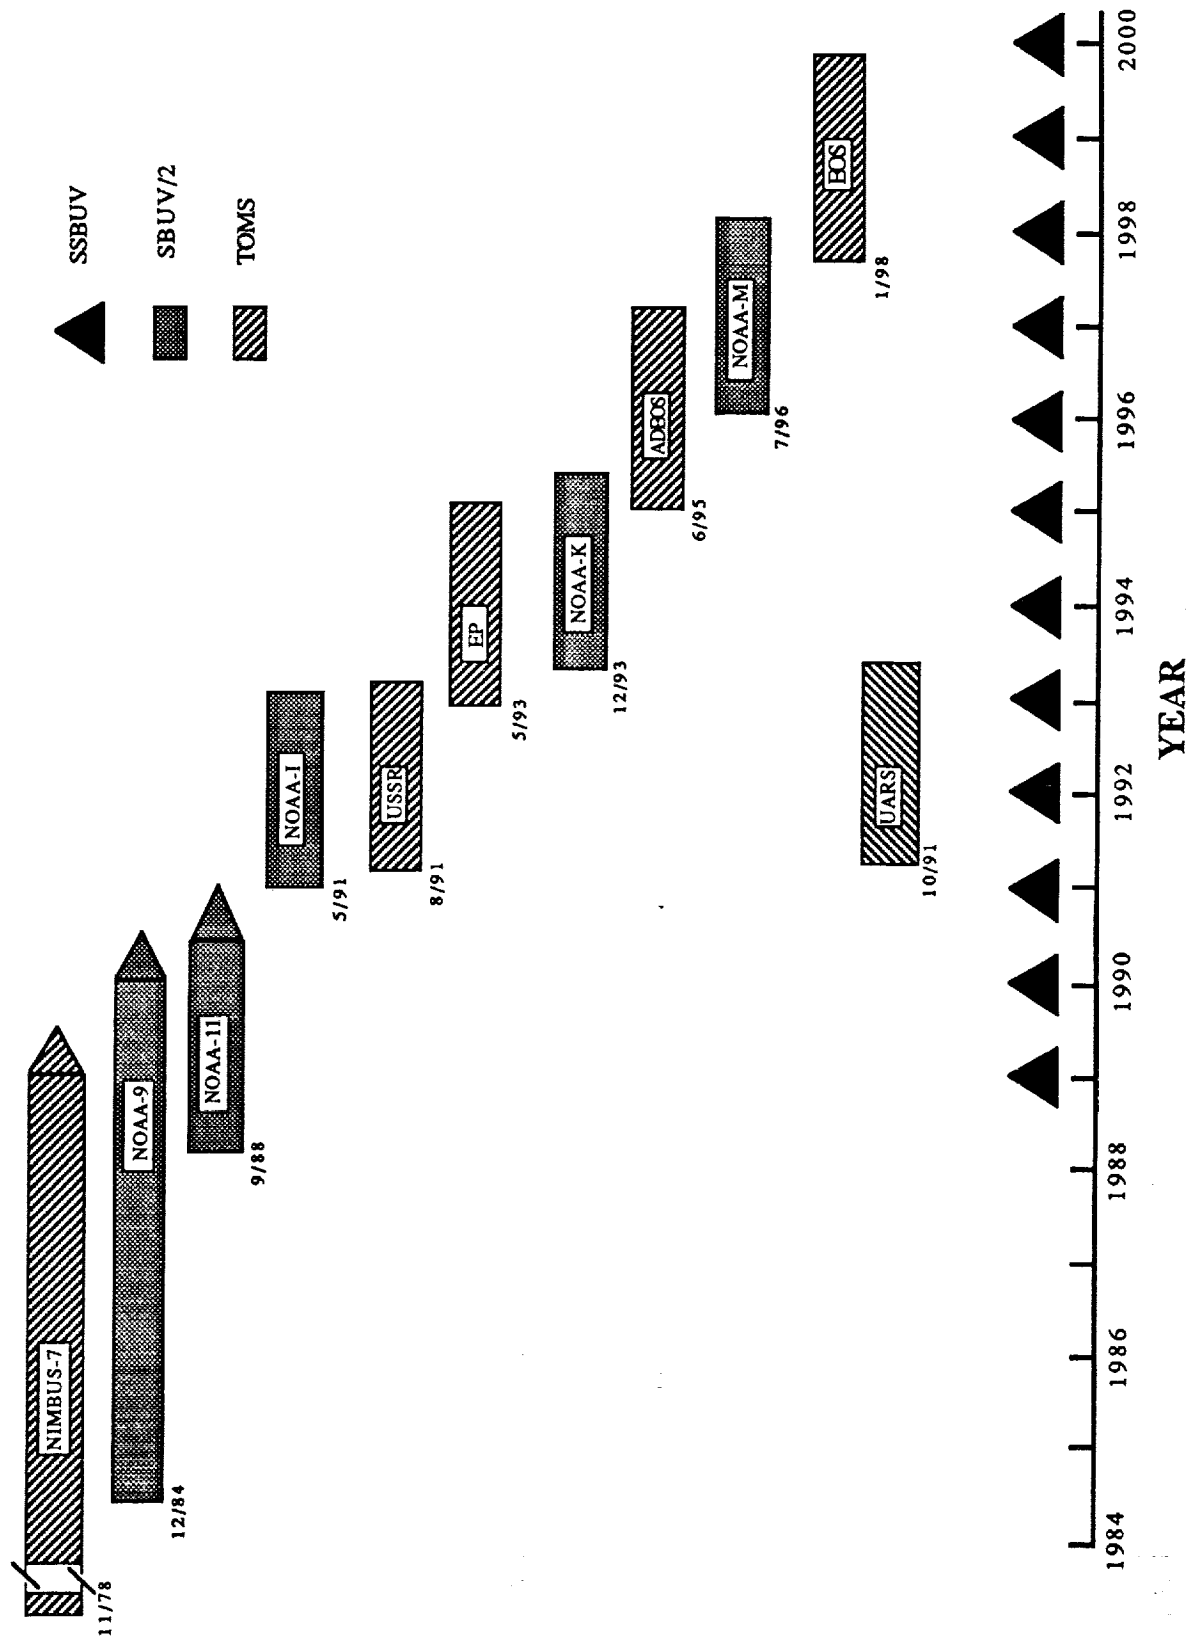 SSBUV
SBUV/2
TOMS
NIMBUS-7
11/78
NOAA-9
12/84
NOAA-11
9/88
NOAA-I
5/91
USSR
8/91
EP
5/93
NOAA-K
12/93
ADEOS
6/95
NOAA-M
7/96
EOS
1/98
UARS
10/91
1984 1986 1988 1990 1992 1994 1996 1998 2000
YEAR